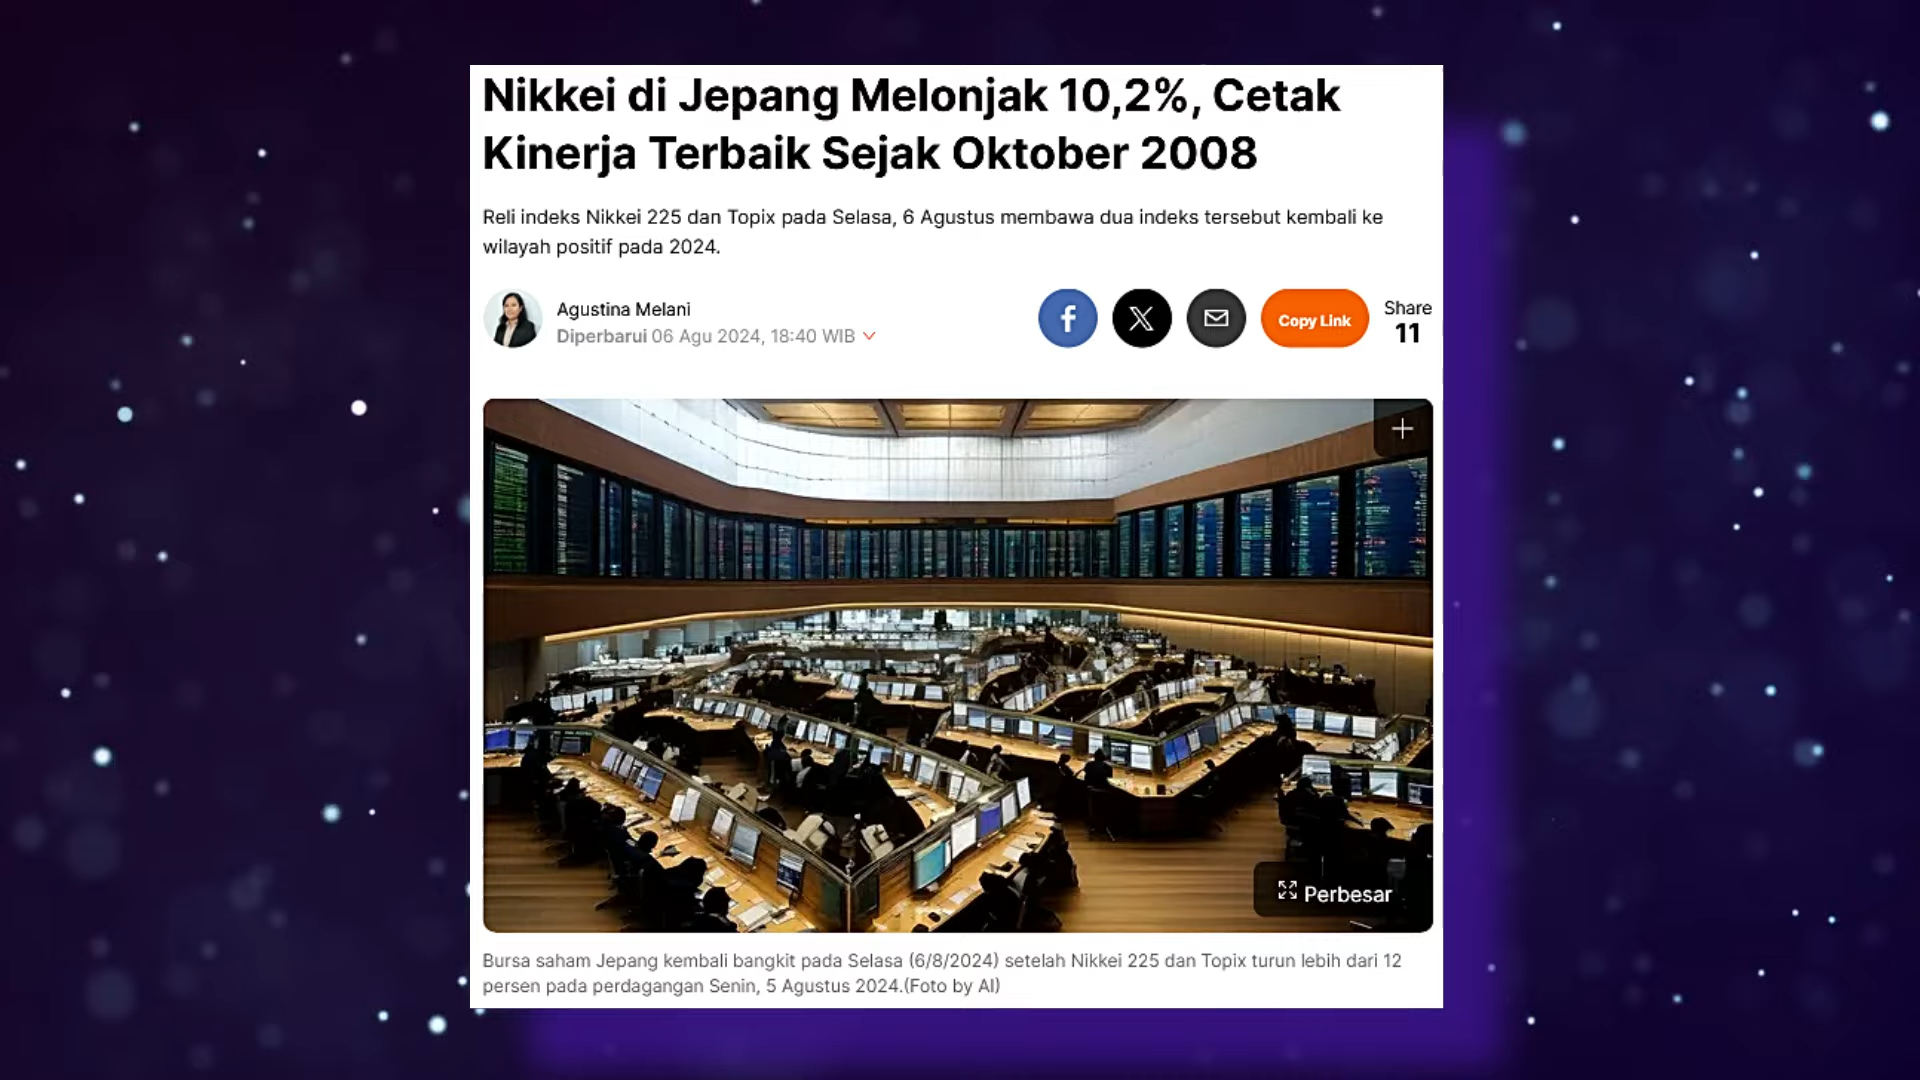 Nikkei di Jepang Melonjak 10,2%, Cetak
Kinerja Terbaik Sejak Oktober 2008
Reli indeks Nikkei 225 dan Topix pada Selasa, 6 Agustus membawa dua indeks tersebut kembali ke
wilayah positif pada 2024.
Agustina Melani
Diperbarui 06 Agu 2024, 18:40 WIB
Copy Link
Share
11
Perbesar
Bursa saham Jepang kembali bangkit pada Selasa (6/8/2024) setelah Nikkei 225 dan Topix turun lebih dari 12
persen pada perdagangan Senin, 5 Agustus 2024.(Foto by AI)